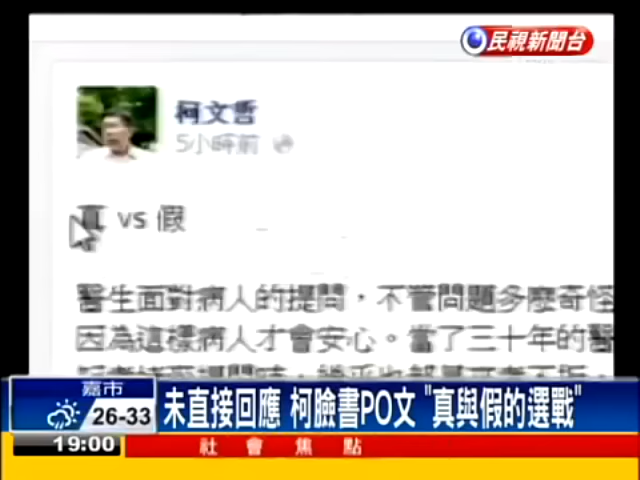 民視新聞台
柯文哲
5小時前
真 vs 假
醫生面對病人的提問，不管問題多麼奇怪
因為這樣病人才會安心。當了三十年的醫
嘉市
26-33
未直接回應 柯臉書PO文 "真與假的選戰"
19:00
社會焦點